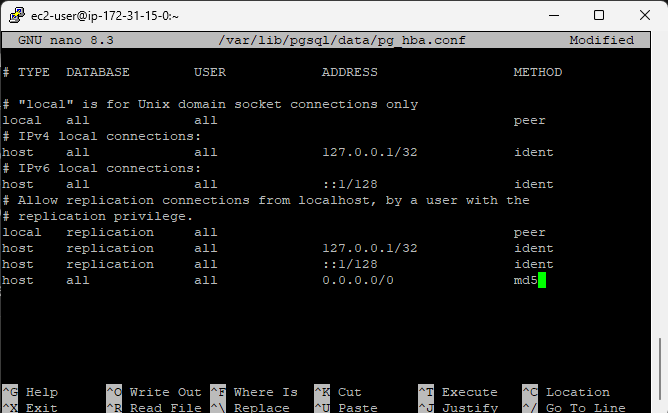 ec2-user@ip-172-31-15-0:~
GNU nano 8.3 /var/lib/pgsql/data/pg_hba.conf Modified
# TYPE DATABASE USER ADDRESS METHOD
# "local" is for Unix domain socket connections only
local all all peer
# IPv4 local connections:
host all all 127.0.0.1/32 ident
# IPv6 local connections:
host all all ::1/128 ident
# Allow replication connections from localhost, by a user with the
# replication privilege.
local replication all peer
host replication all 127.0.0.1/32 ident
host replication all ::1/128 ident
host all all 0.0.0.0/0 md5
^G Help ^O Write Out ^F Where Is ^K Cut ^T Execute ^C Location
^X Exit ^R Read File ^\ Replace ^U Paste ^J Justify ^/ Go To Line